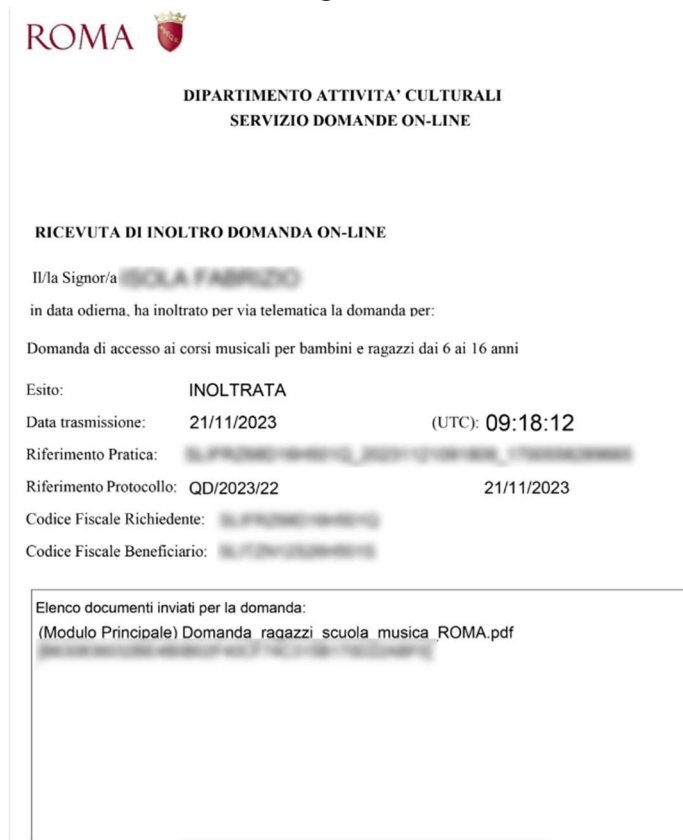 ROMA
DIPARTIMENTO ATTIVITA' CULTURALI
SERVIZIO DOMANDE ON-LINE
RICEVUTA DI INOLTRO DOMANDA ON-LINE
Il/la Signor/a
in data odierna, ha inoltrato per via telematica la domanda per:
Domanda di accesso ai corsi musicali per bambini e ragazzi dai 6 ai 16 anni
Esito: INOLTRATA
Data trasmissione: 21/11/2023 (UTC): 09:18:12
Riferimento Pratica:
Riferimento Protocollo: QD/2023/22 21/11/2023
Codice Fiscale Richiedente:
Codice Fiscale Beneficiario:
Elenco documenti inviati per la domanda:
(Modulo Principale) Domanda_ragazzi_scuola_musica_ROMA.pdf